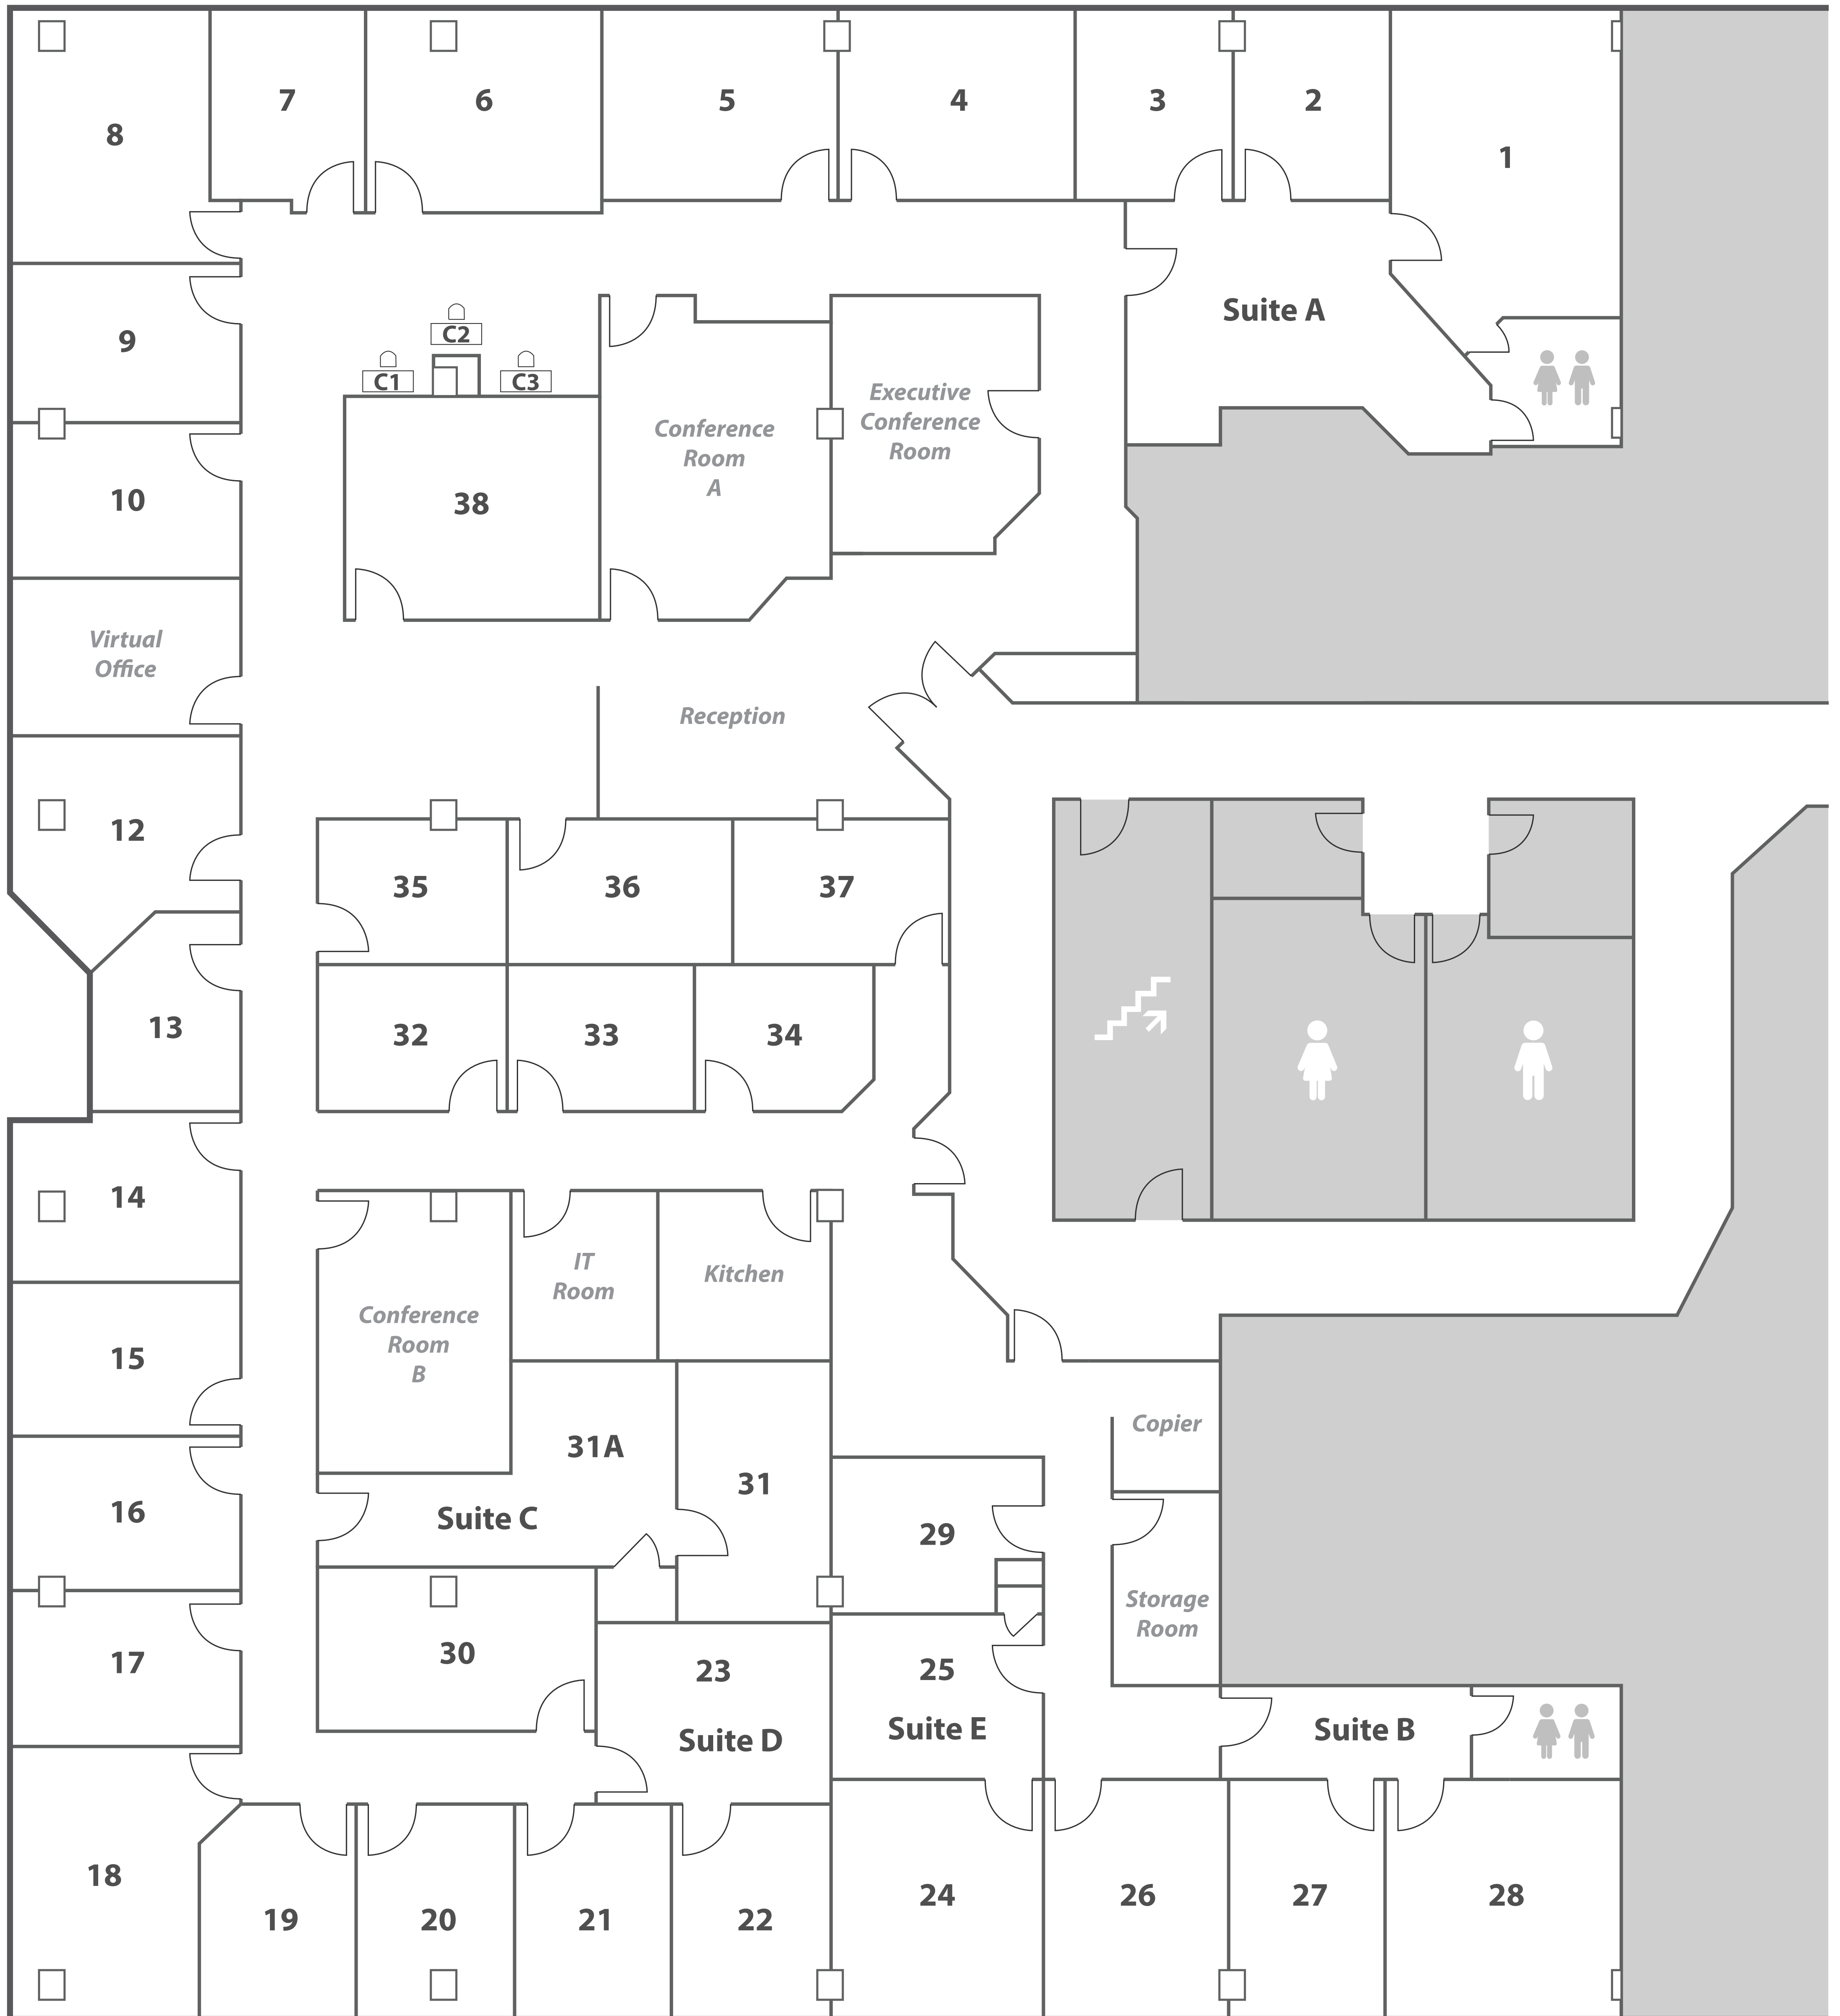 7
6
5
4
3
2
8
1
Suite A
9
C2
C1
C3
Executive
Conference
Room
Conference
Room
A
10
38
Virtual
Office
Reception
12
35
36
37
13
32
33
34
14
IT
Room
Kitchen
Conference
Room
B
15
31A
Copier
31
16
Suite C
29
Storage
Room
17
30
23
25
Suite D
Suite E
Suite B
18
19
20
21
22
24
26
27
28